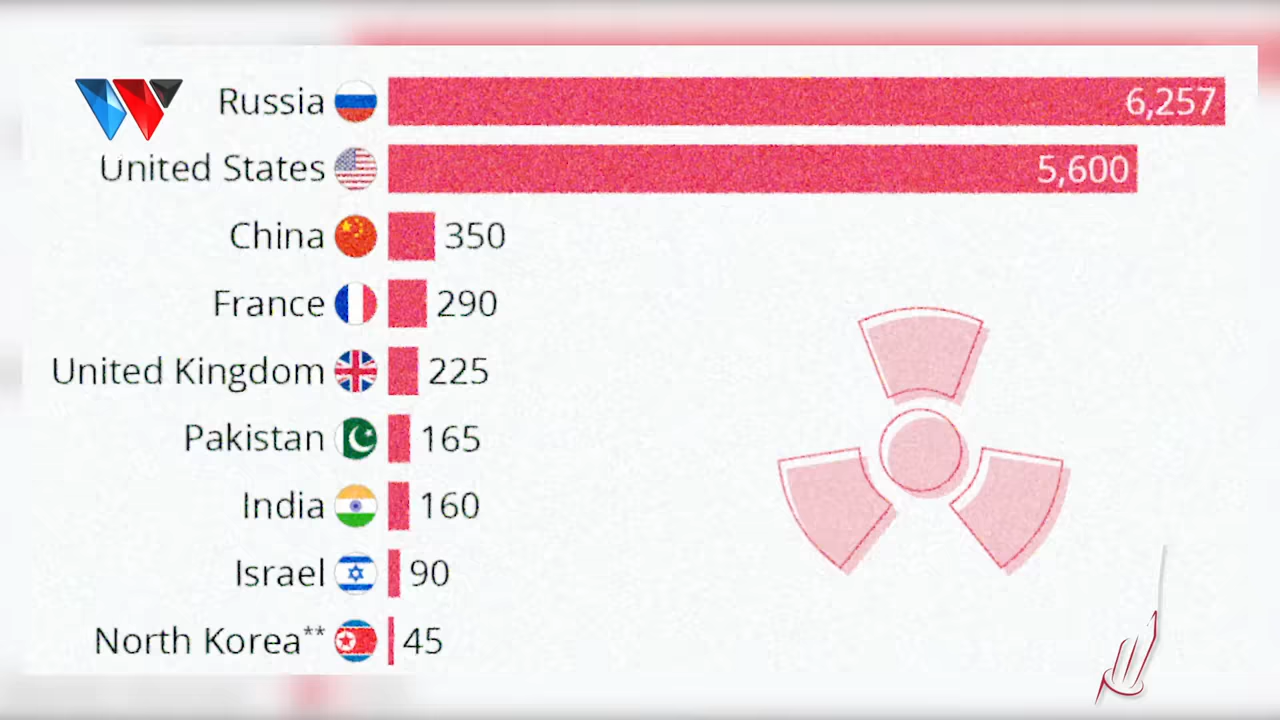 Russia 6,257
United States 5,600
China 350
France 290
United Kingdom 225
Pakistan 165
India 160
Israel 90
North Korea** 45